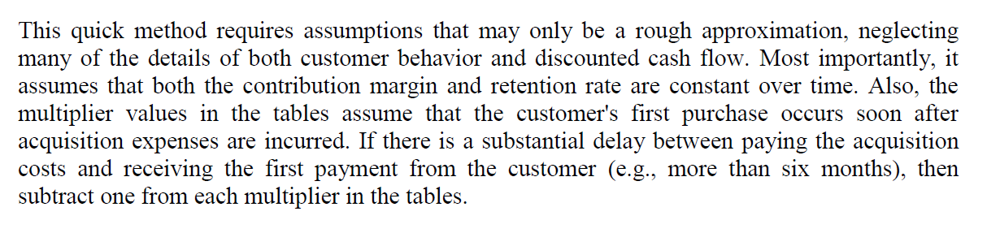 This quick method requires assumptions that may only be a rough approximation, neglecting
many of the details of both customer behavior and discounted cash flow. Most importantly, it
assumes that both the contribution margin and retention rate are constant over time. Also, the
multiplier values in the tables assume that the customer's first purchase occurs soon after
acquisition expenses are incurred. If there is a substantial delay between paying the acquisition
costs and receiving the first payment from the customer (e.g., more than six months), then
subtract one from each multiplier in the tables.